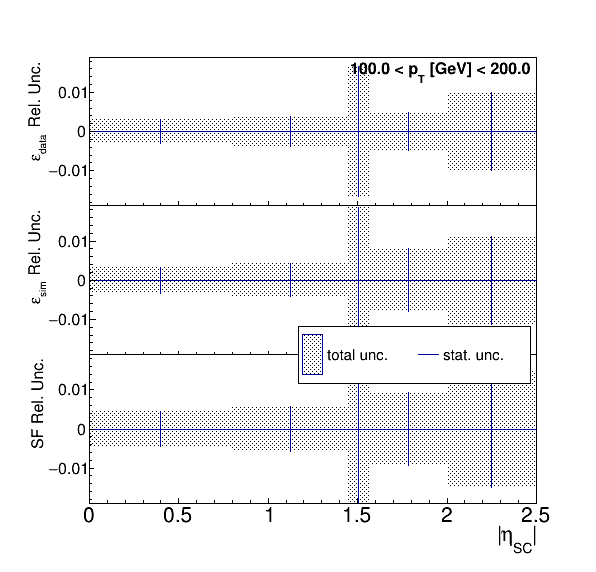 100.0 < p_T [GeV] < 200.0
ε_data Rel. Unc.
0.01
0
−0.01
ε_sim Rel. Unc.
0.01
0
−0.01
total unc.
stat. unc.
SF Rel. Unc.
0.01
0
−0.01
0 0.5 1 1.5 2 2.5
|η_SC|